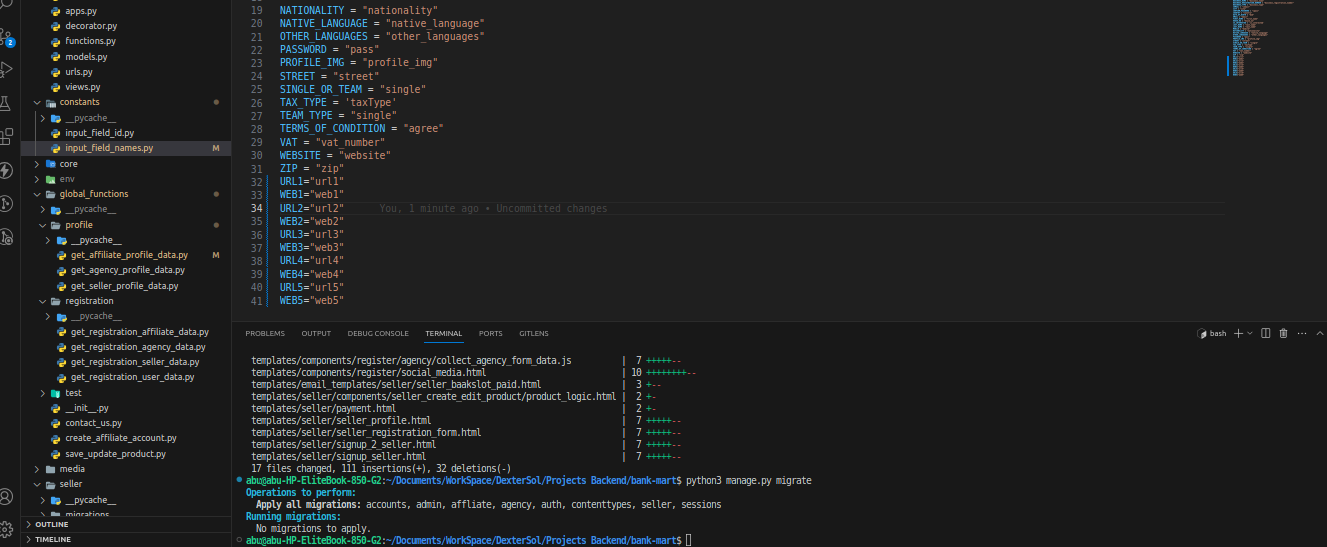 apps.py
decorator.py
functions.py
models.py
urls.py
views.py
constants
__pycache__
input_field_id.py
input_field_names.py M
core
env
global_functions
__pycache__
profile
__pycache__
get_affiliate_profile_data.py M
get_agency_profile_data.py
get_seller_profile_data.py
registration
__pycache__
get_registration_affiliate_data.py
get_registration_agency_data.py
get_registration_seller_data.py
get_registration_user_data.py
test
__init__.py
contact_us.py
create_affiliate_account.py
save_update_product.py
media
seller
__pycache__
migrations
OUTLINE
TIMELINE
2
19 NATIONALITY = "nationality"
20 NATIVE_LANGUAGE = "native_language"
21 OTHER_LANGUAGES = "other_languages"
22 PASSWORD = "pass"
23 PROFILE_IMG = "profile_img"
24 STREET = "street"
25 SINGLE_OR_TEAM = "single"
26 TAX_TYPE = 'taxType'
27 TEAM_TYPE = "single"
28 TERMS_OF_CONDITION = "agree"
29 VAT = "vat_number"
30 WEBSITE = "website"
31 ZIP = "zip"
32 URL1="url1"
33 WEB1="web1"
34 URL2="url2" You, 1 minute ago • Uncommitted changes
35 WEB2="web2"
36 URL3="url3"
37 WEB3="web3"
38 URL4="url4"
39 WEB4="web4"
40 URL5="url5"
41 WEB5="web5"
PROBLEMS OUTPUT DEBUG CONSOLE TERMINAL PORTS GITLENS bash
templates/components/register/agency/collect_agency_form_data.js | 7 +++++--
templates/components/register/social_media.html | 10 ++++++++--
templates/email_templates/seller/seller_baakslot_paid.html | 3 +--
templates/seller/components/seller_create_edit_product/product_logic.html | 2 +-
templates/seller/payment.html | 2 +-
templates/seller/seller_profile.html | 7 +++++--
templates/seller/seller_registration_form.html | 7 +++++--
templates/seller/signup_2_seller.html | 7 +++++--
templates/seller/signup_seller.html | 7 +++++--
17 files changed, 111 insertions(+), 32 deletions(-)
abu@abu-HP-EliteBook-850-G2:~/Documents/WorkSpace/DexterSol/Projects Backend/bank-mart$ python3 manage.py migrate
Operations to perform:
Apply all migrations: accounts, admin, affliate, agency, auth, contenttypes, seller, sessions
Running migrations:
No migrations to apply.
abu@abu-HP-EliteBook-850-G2:~/Documents/WorkSpace/DexterSol/Projects Backend/bank-mart$